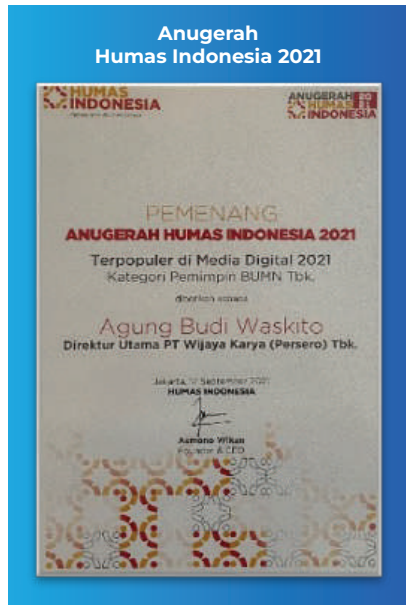 Anugerah
Humas Indonesia 2021
HUMAS
INDONESIA
ANUGERAH 20
HUMAS 21
INDONESIA
PEMENANG
ANUGERAH HUMAS INDONESIA 2021
Terpopuler di Media Digital 2021
Kategori Pemimpin BUMN Tbk.
diberikan kepada
Agung Budi Waskito
Direktur Utama PT Wijaya Karya (Persero) Tbk.
Jakarta, September 2021
HUMAS INDONESIA
Asmono Wikan
Founder & CEO